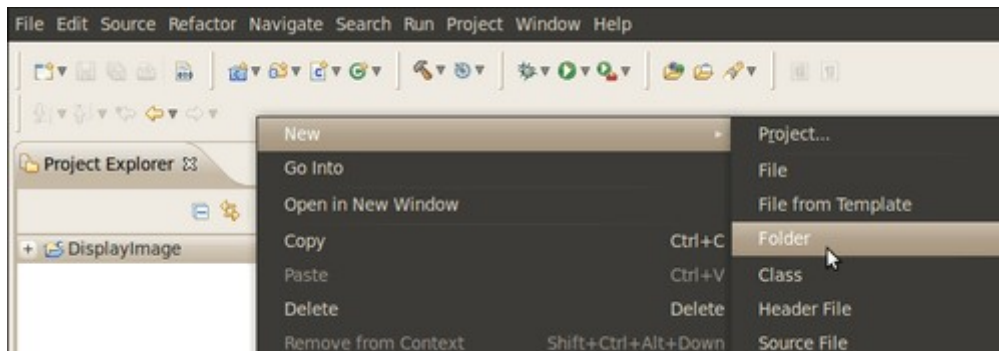 File Edit Source Refactor Navigate Search Run Project Window Help
Project Explorer
DisplayImage
New
Go Into
Open in New Window
Copy Ctrl+C
Paste Ctrl+V
Delete Delete
Remove from Context Shift+Ctrl+Alt+Down
Project...
File
File from Template
Folder
Class
Header File
Source File